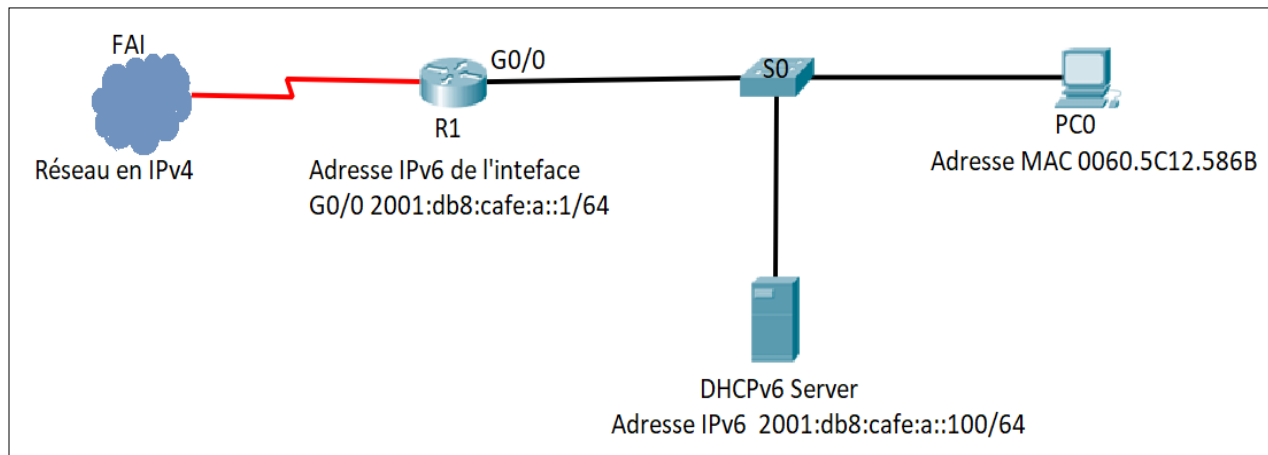 FAI
G0/0
S0
R1
PC0
Réseau en IPv4
Adresse IPv6 de l'inteface
G0/0 2001:db8:cafe:a::1/64
Adresse MAC 0060.5C12.586B
DHCPv6 Server
Adresse IPv6 2001:db8:cafe:a::100/64